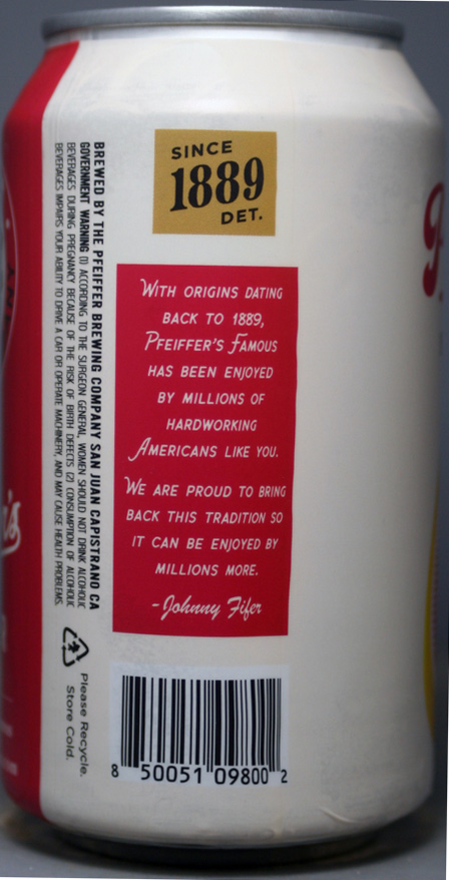 SINCE
1889
DET.
WITH ORIGINS DATING
BACK TO 1889,
PFEIFFER'S FAMOUS
HAS BEEN ENJOYED
BY MILLIONS OF
HARDWORKING
AMERICANS LIKE YOU.
WE ARE PROUD TO BRING
BACK THIS TRADITION SO
IT CAN BE ENJOYED BY
MILLIONS MORE.
-Johnny Fifer
BREWED BY THE PFEIFFER BREWING COMPANY SAN JUAN CAPISTRANO CA
GOVERNMENT WARNING (1) ACCORDING TO THE SURGEON GENERAL, WOMEN SHOULD NOT DRINK ALCOHOLIC
BEVERAGES DURING PREGNANCY BECAUSE OF THE RISK OF BIRTH DEFECTS (2) CONSUMPTION OF ALCOHOLIC
BEVERAGES IMPAIRS YOUR ABILITY TO DRIVE A CAR OR OPERATE MACHINERY, AND MAY CAUSE HEALTH PROBLEMS.
Please Recycle.
Store Cold.
8 50051 09800 2